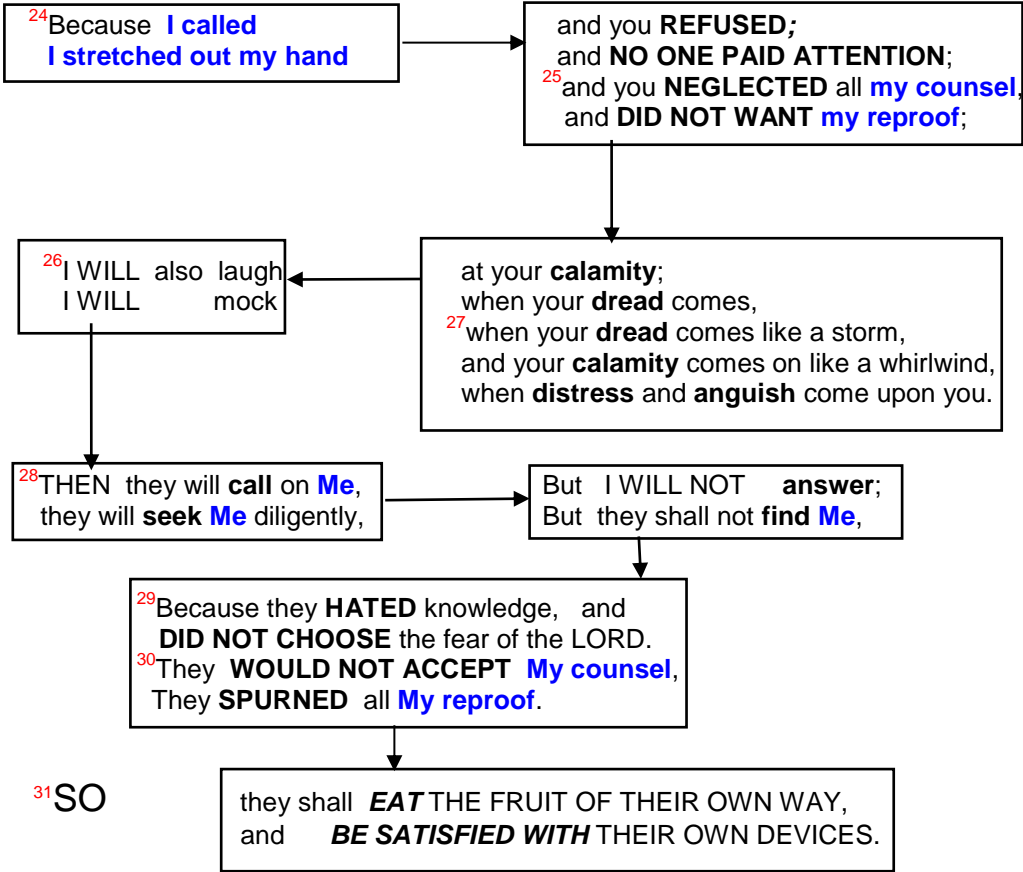 24Because I called
I stretched out my hand
and you REFUSED;
and NO ONE PAID ATTENTION;
25and you NEGLECTED all my counsel,
and DID NOT WANT my reproof;
26I WILL also laugh
I WILL mock
at your calamity;
when your dread comes,
27when your dread comes like a storm,
and your calamity comes on like a whirlwind,
when distress and anguish come upon you.
28THEN they will call on Me,
they will seek Me diligently,
But I WILL NOT answer;
But they shall not find Me,
29Because they HATED knowledge, and
DID NOT CHOOSE the fear of the LORD.
30They WOULD NOT ACCEPT My counsel,
They SPURNED all My reproof.
31SO
they shall EAT THE FRUIT OF THEIR OWN WAY,
and BE SATISFIED WITH THEIR OWN DEVICES.